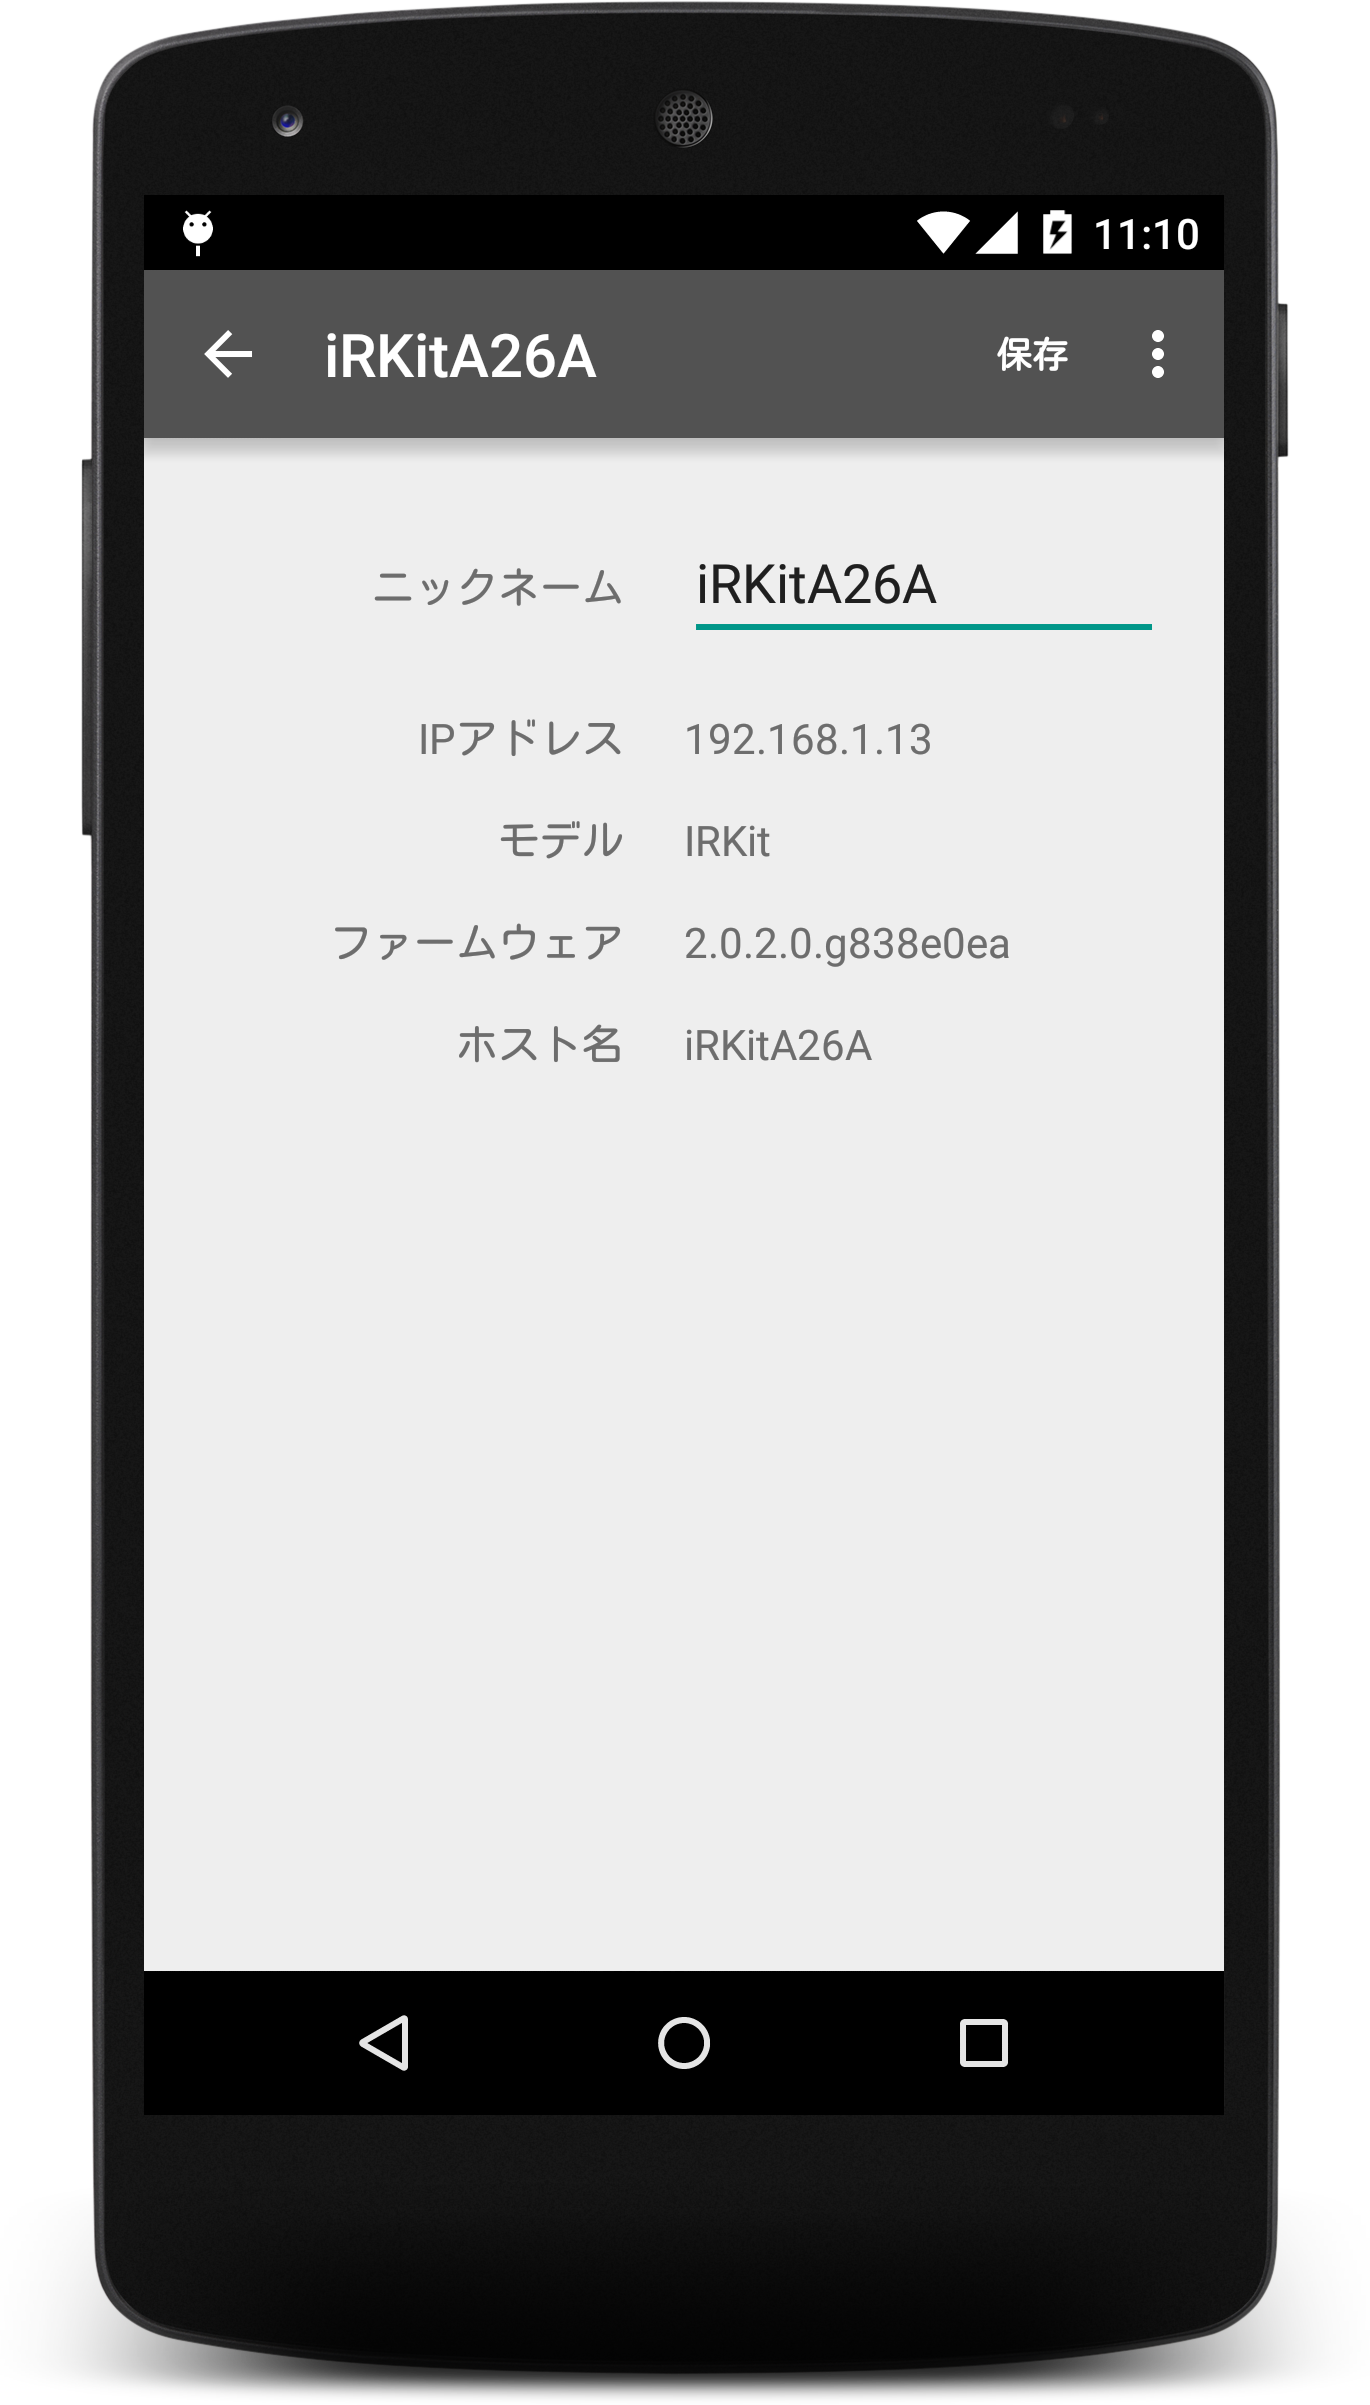 11:10
iRKitA26A 保存
ニックネーム iRKitA26A
IPアドレス 192.168.1.13
モデル IRKit
ファームウェア 2.0.2.0.g838e0ea
ホスト名 iRKitA26A